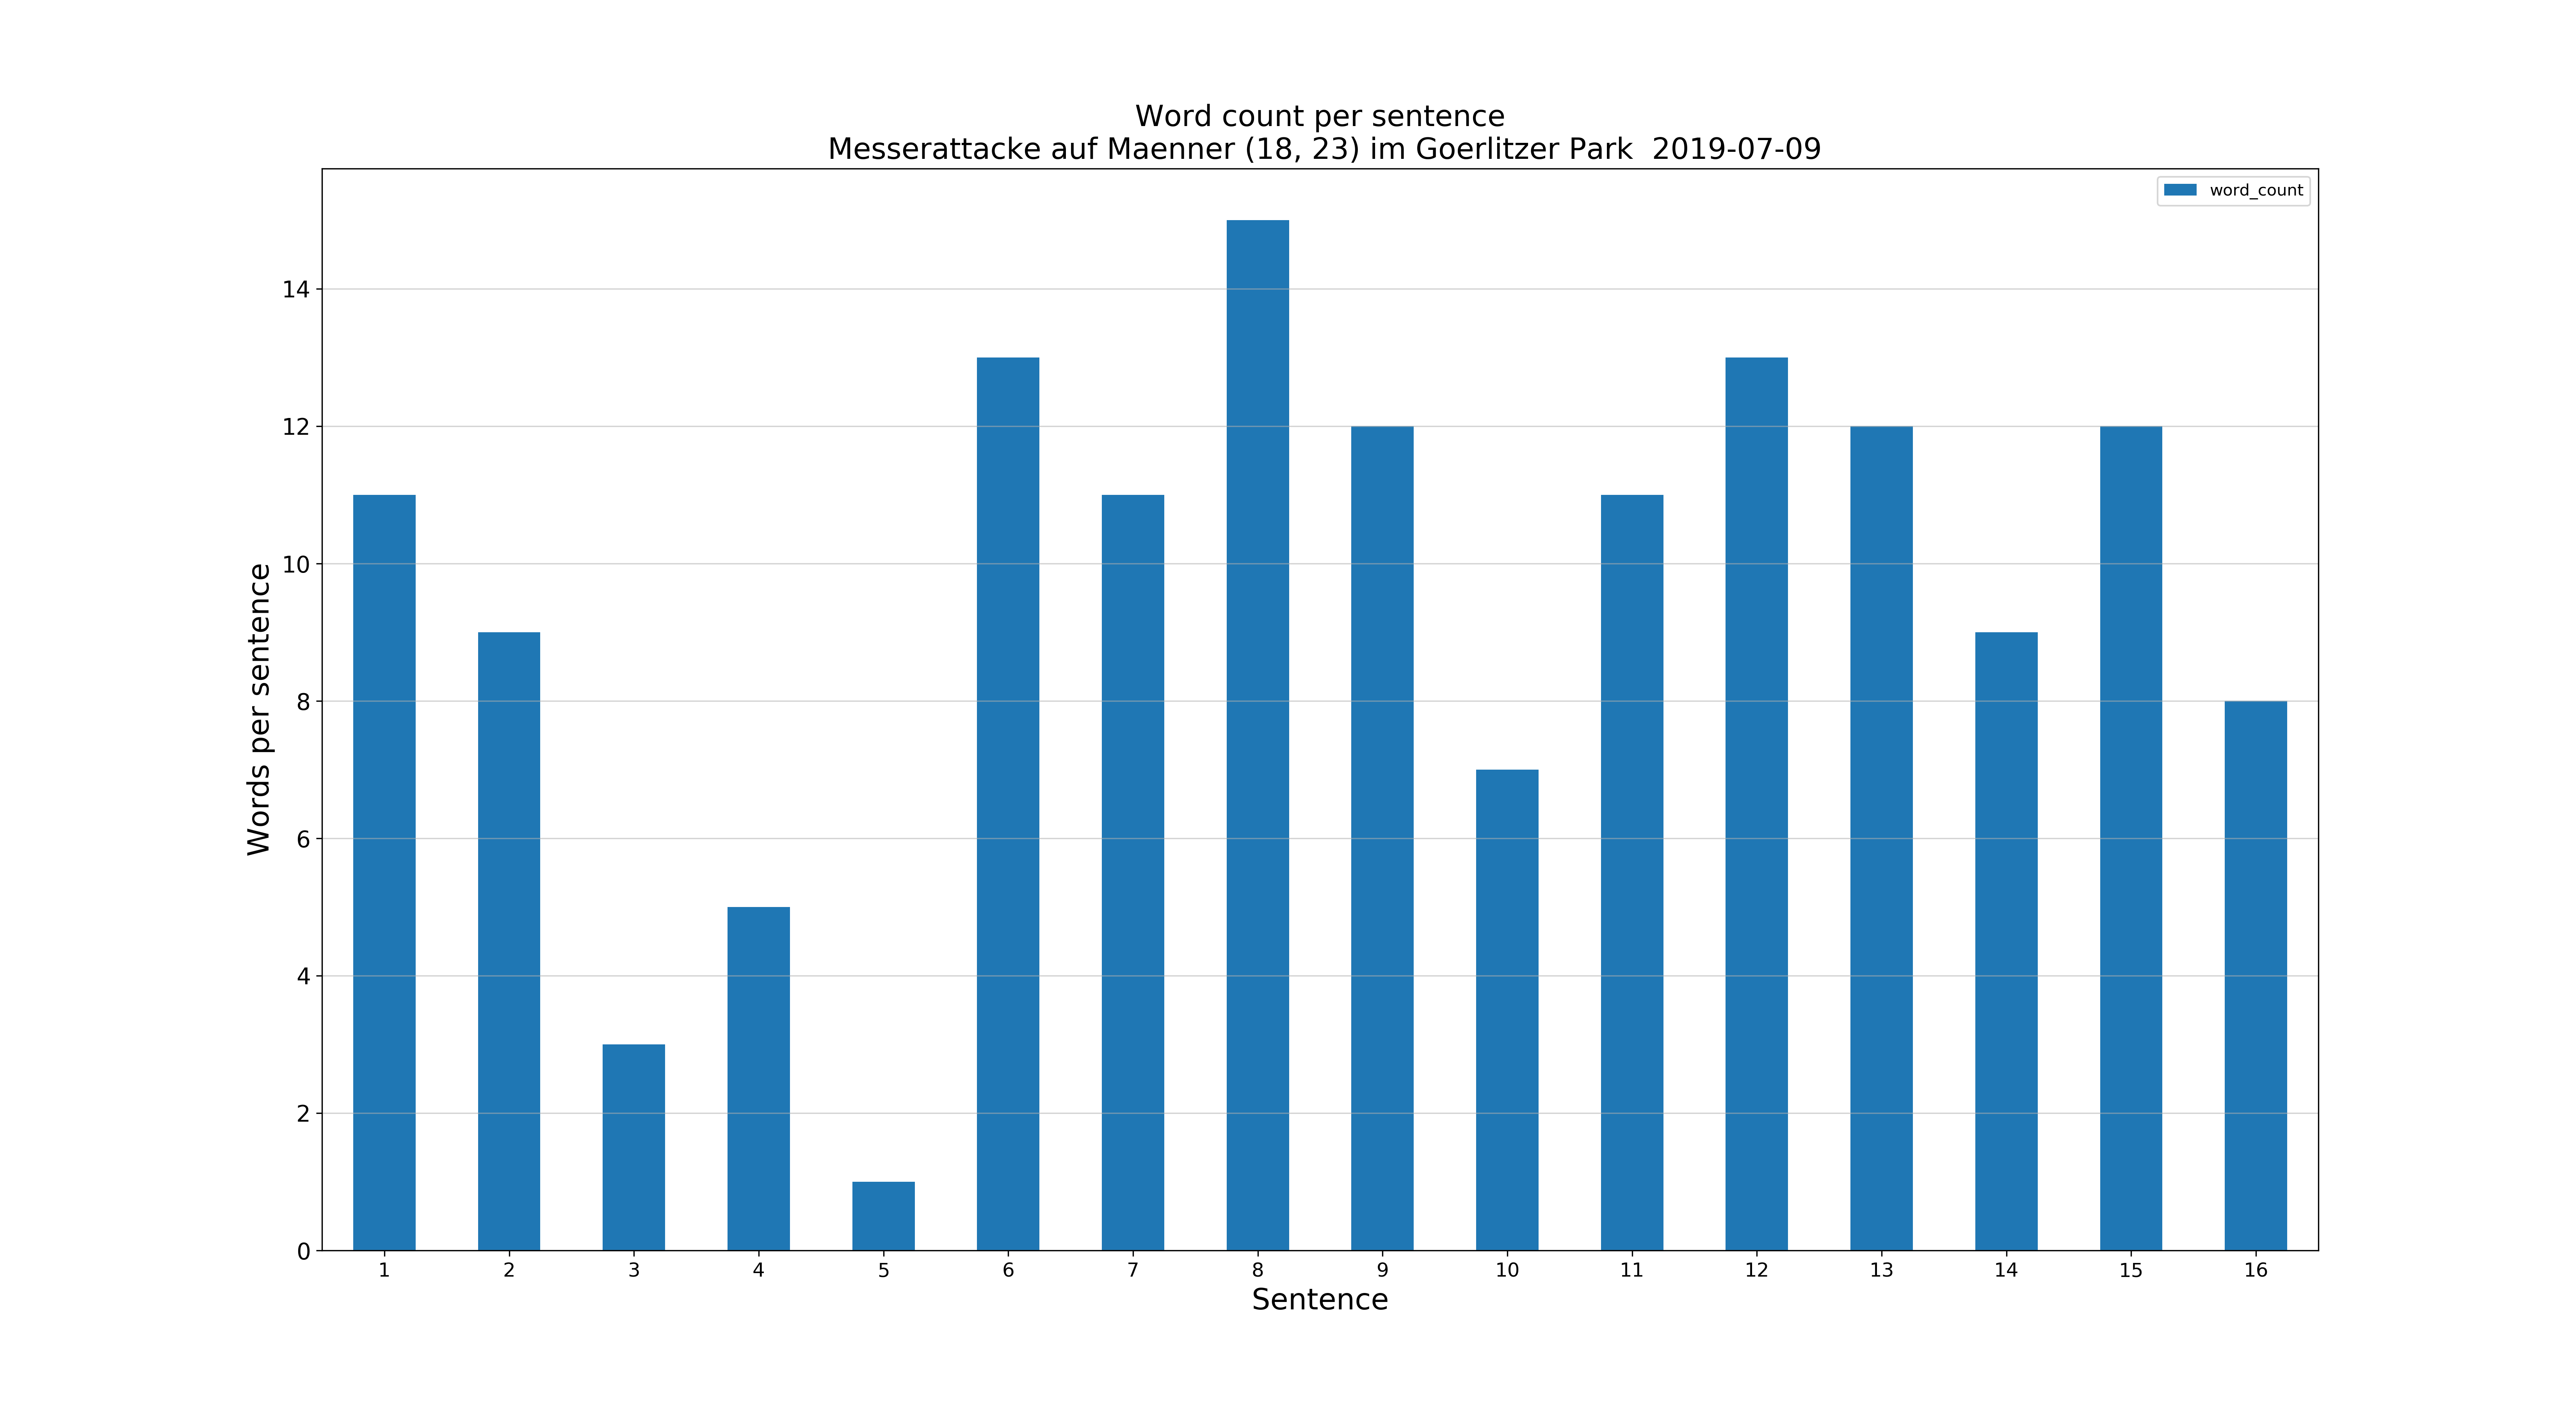 Word count per sentence
Messerattacke auf Maenner (18, 23) im Goerlitzer Park  2019-07-09
word_count
14
12
10
8
6
4
2
0
Words per sentence
1 2 3 4 5 6 7 8 9 10 11 12 13 14 15 16
Sentence